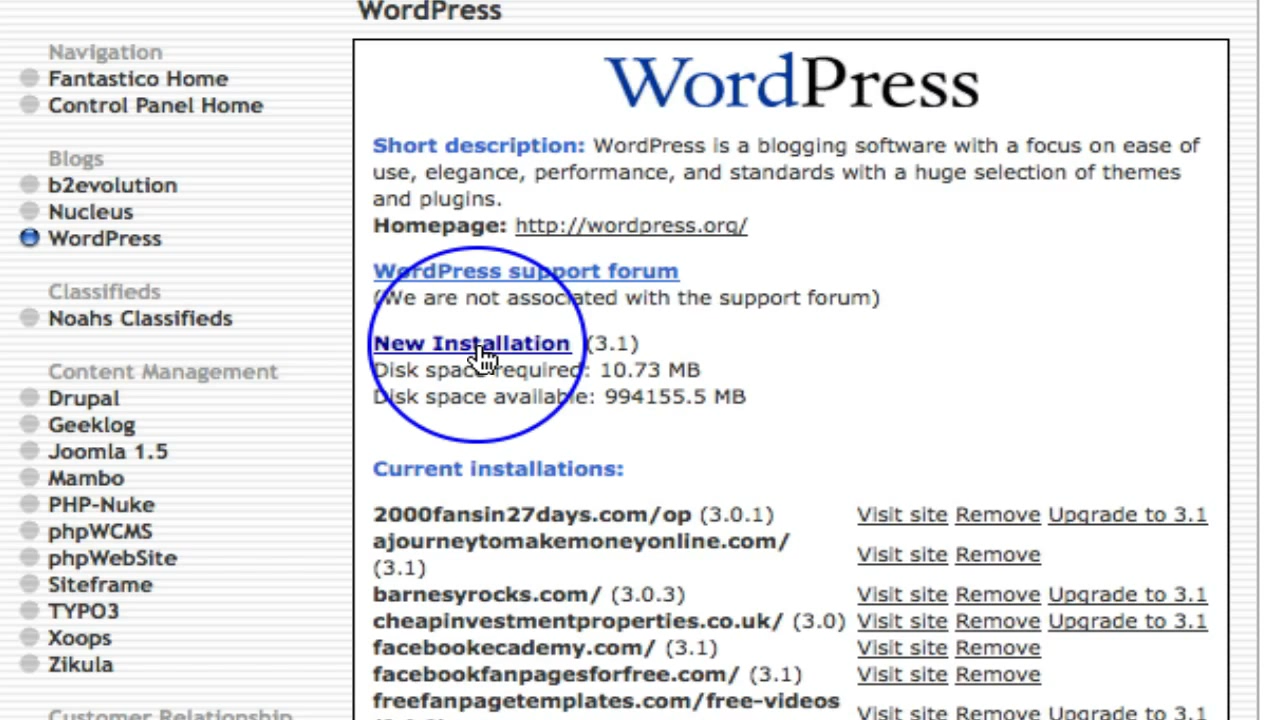 WordPress
Navigation
Fantastico Home
Control Panel Home
Blogs
b2evolution
Nucleus
WordPress
Classifieds
Noahs Classifieds
Content Management
Drupal
Geeklog
Joomla 1.5
Mambo
PHP-Nuke
phpWCMS
phpWebSite
Siteframe
TYPO3
Xoops
Zikula
Customer Relationship
WordPress
Short description: WordPress is a blogging software with a focus on ease of
use, elegance, performance, and standards with a huge selection of themes
and plugins.
Homepage: http://wordpress.org/
WordPress support forum
(We are not associated with the support forum)
New Installation (3.1)
Disk space required: 10.73 MB
Disk space available: 994155.5 MB
Current installations:
2000fansin27days.com/op (3.0.1) Visit site Remove Upgrade to 3.1
ajourneytomakemoneyonline.com/
(3.1) Visit site Remove
barnesyrocks.com/ (3.0.3) Visit site Remove Upgrade to 3.1
cheapinvestmentproperties.co.uk/ (3.0) Visit site Remove Upgrade to 3.1
facebookecademy.com/ (3.1) Visit site Remove
facebookfanpagesforfree.com/ (3.1) Visit site Remove
freefanpagetemplates.com/free-videos
Visit site Remove Upgrade to 3.1